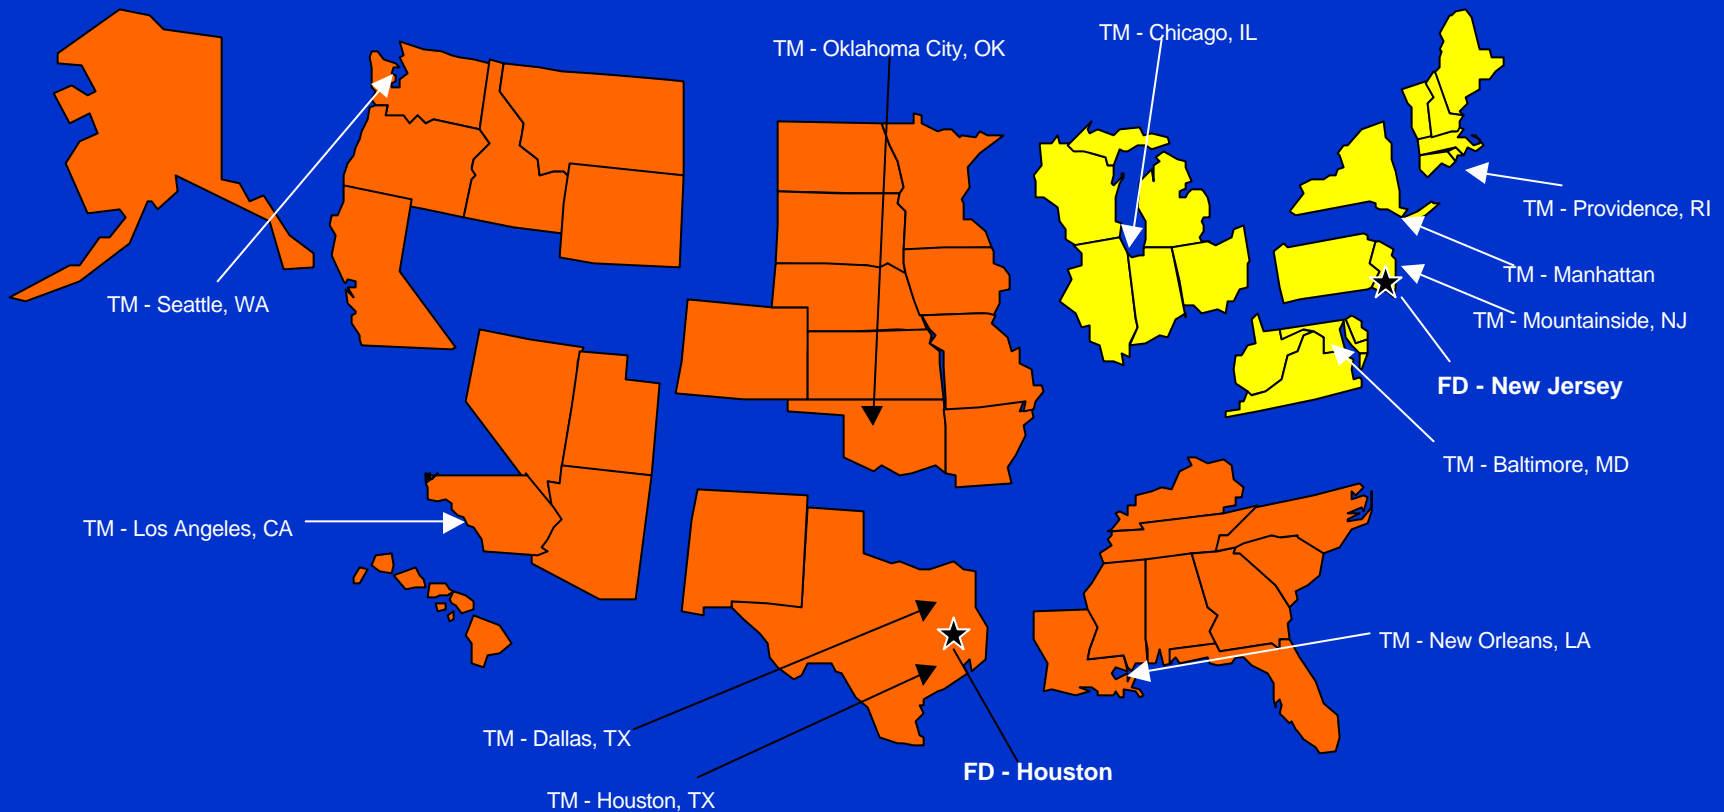 TM - Chicago, IL
TM - Oklahoma City, OK
TM - Providence, RI
TM - Manhattan
TM - Seattle, WA
TM - Mountainside, NJ
FD - New Jersey
TM - Baltimore, MD
TM - Los Angeles, CA
TM - New Orleans, LA
TM - Dallas, TX
FD - Houston
TM - Houston, TX